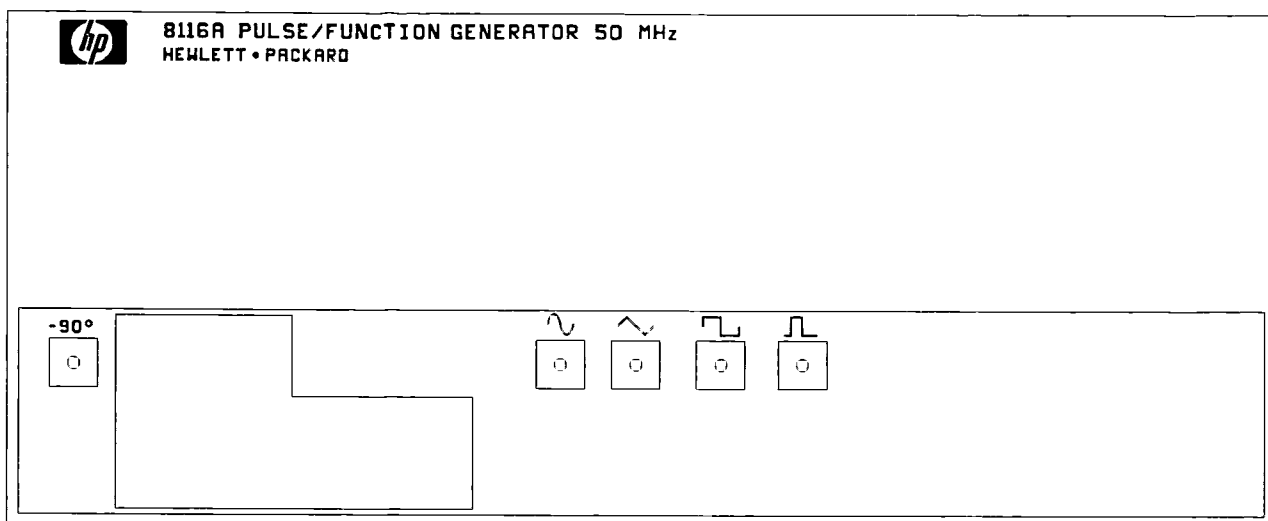 hp
8116A PULSE/FUNCTION GENERATOR 50 MHz
HEWLETT•PACKARD
-90°